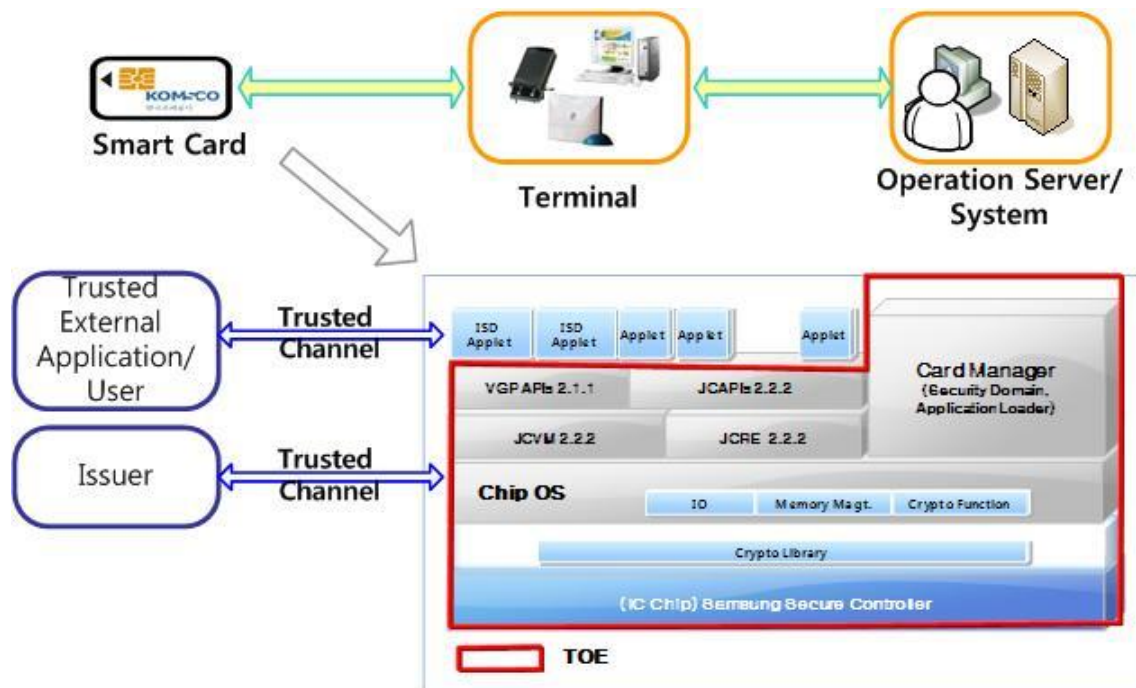 KOMSCO
Smart Card
Terminal
Operation Server/
System
Trusted
External
Application/
User
Trusted
Channel
Issuer
Trusted
Channel
ISD
Applet
ISD
Applet
Applet
Applet
Applet
VGP APIs 2.1.1
JCAPIs 2.2.2
Card Manager
(Security Domain,
Application Loader)
JCVM 2.2.2
JCRE 2.2.2
Chip OS
IO
Memory Magt.
Crypto Function
Crypto Library
(IC Chip) Samsung Secure Controller
TOE